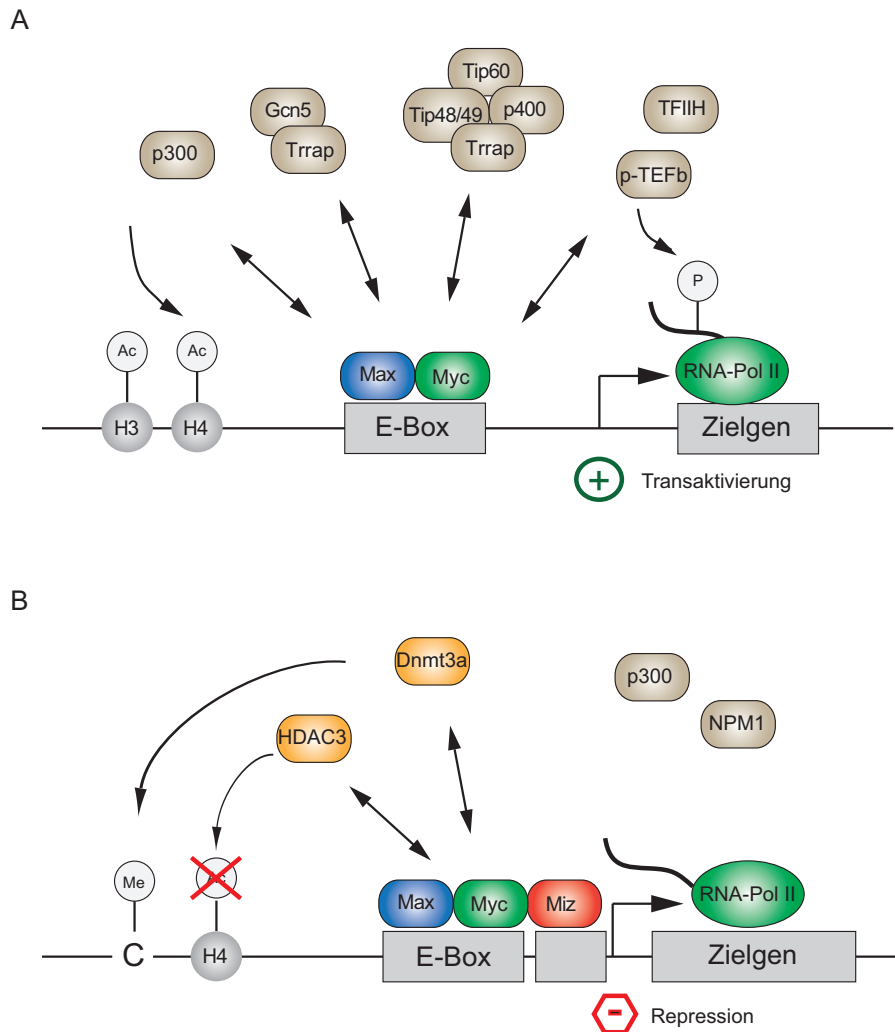 A
Tip60
Gcn5
Tip48/49
p400
TFIIH
p300
Trrap
Trrap
p-TEFb
P
Ac
Ac
Max
Myc
RNA-Pol II
H3
H4
E-Box
Zielgen
+
Transaktivierung
B
Dnmt3a
p300
NPM1
HDAC3
Me
Ac
Max
Myc
Miz
RNA-Pol II
C
H4
E-Box
Zielgen
-
Repression